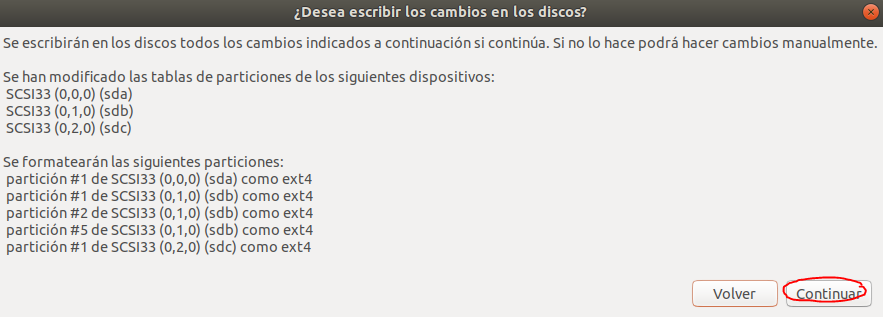 ¿Desea escribir los cambios en los discos?
Se escribirán en los discos todos los cambios indicados a continuación si continúa. Si no lo hace podrá hacer cambios manualmente.
Se han modificado las tablas de particiones de los siguientes dispositivos:
SCSI33 (0,0,0) (sda)
SCSI33 (0,1,0) (sdb)
SCSI33 (0,2,0) (sdc)
Se formatearán las siguientes particiones:
partición #1 de SCSI33 (0,0,0) (sda) como ext4
partición #1 de SCSI33 (0,1,0) (sdb) como ext4
partición #2 de SCSI33 (0,1,0) (sdb) como ext4
partición #5 de SCSI33 (0,1,0) (sdb) como ext4
partición #1 de SCSI33 (0,2,0) (sdc) como ext4
Volver Continuar